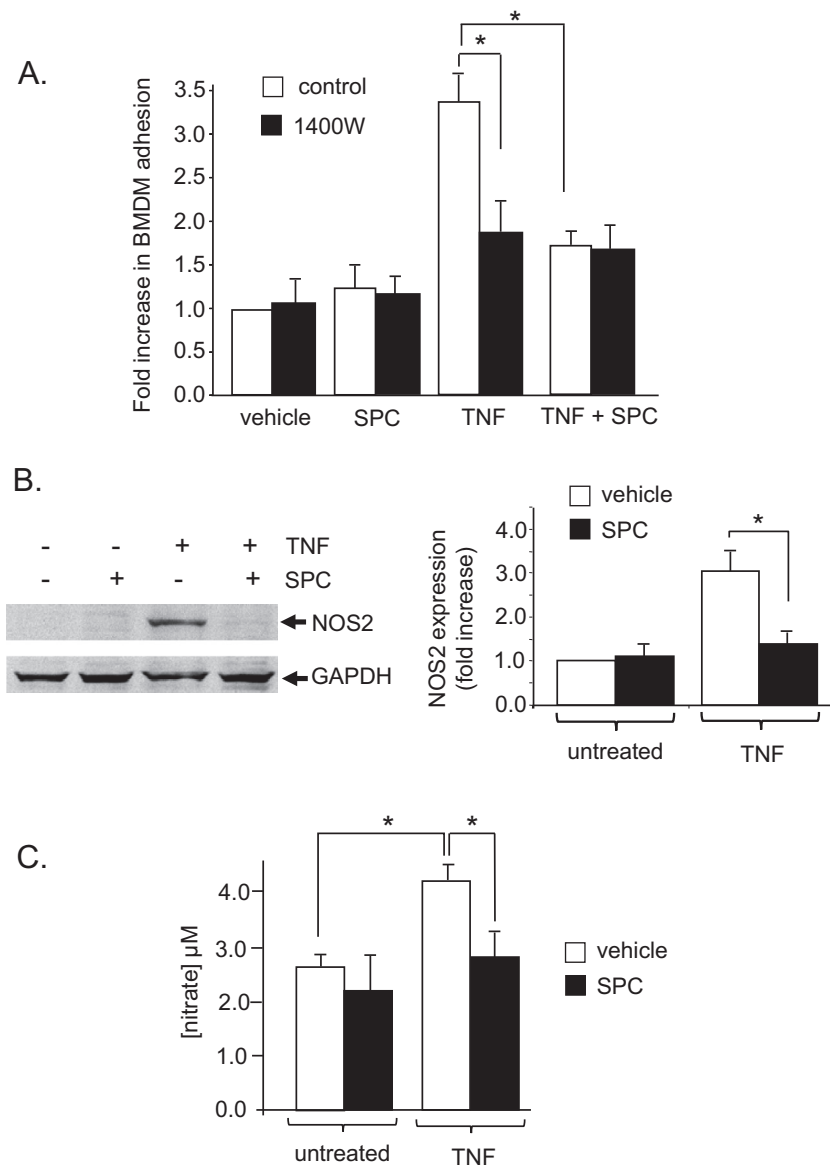 A.
Fold increase in BMDM adhesion
3.5
3.0
2.5
2.0
1.5
1.0
0.5
0.0
control
1400W
*
*
vehicle SPC TNF TNF + SPC
B.
- - + + TNF
- + - + SPC
NOS2
GAPDH
NOS2 expression
(fold increase)
4.0
3.0
2.0
1.0
0.0
vehicle
SPC
*
untreated TNF
C.
[nitrate] µM
4.0
3.0
2.0
1.0
0.0
* *
vehicle
SPC
untreated TNF